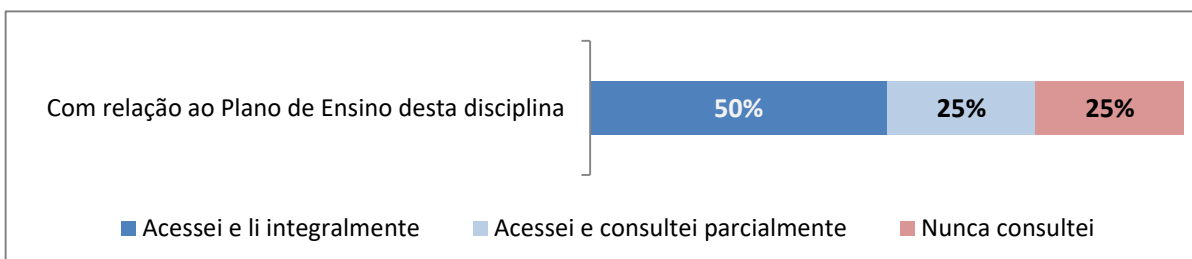 Com relação ao Plano de Ensino desta disciplina 50% 25% 25%
Acessei e li integralmente Acessei e consultei parcialmente Nunca consultei